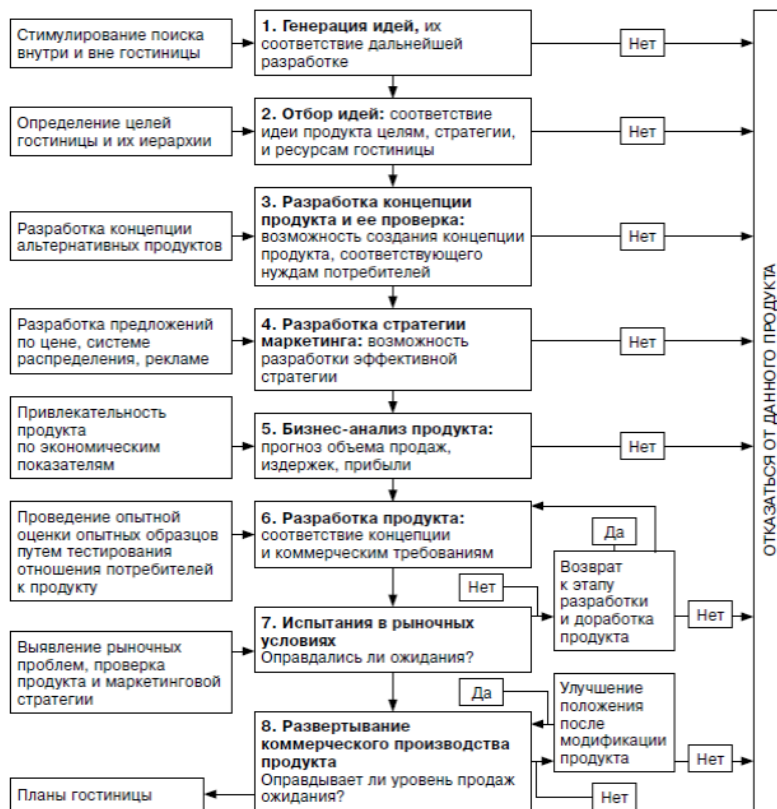 Стимулирование поиска
внутри и вне гостиницы
1. Генерация идей, их
соответствие дальнейшей
разработке
Нет
Определение целей
гостиницы и их иерархии
2. Отбор идей: соответствие
идеи продукта целям, стратегии,
и ресурсам гостиницы
Нет
Разработка концепции
альтернативных продуктов
3. Разработка концепции
продукта и ее проверка:
возможность создания концепции
продукта, соответствующего
нуждам потребителей
Нет
Разработка предложений
по цене, системе
распределения, рекламе
4. Разработка стратегии
маркетинга: возможность
разработки эффективной
стратегии
Нет
Привлекательность
продукта
по экономическим
показателям
5. Бизнес-анализ продукта:
прогноз объема продаж,
издержек, прибыли
Нет
Проведение опытной
оценки опытных образцов
путем тестирования
отношения потребителей
к продукту
6. Разработка продукта:
соответствие концепции
и коммерческим требованиям
Да
Нет
Возврат
к этапу
разработки
и доработка
продукта
Нет
Выявление рыночных
проблем, проверка
продукта и маркетинговой
стратегии
7. Испытания в рыночных
условиях
Оправдались ли ожидания?
Да
Улучшение
положения
после
модификации
продукта
Нет
Планы гостиницы
8. Развертывание
коммерческого производства
продукта
Оправдывает ли уровень продаж
ожидания?
Нет
ОТКАЗАТЬСЯ ОТ ДАННОГО ПРОДУКТА